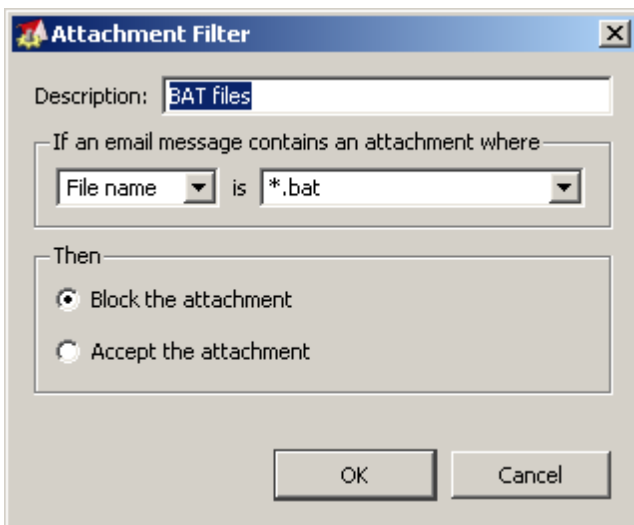 Attachment Filter
Description: BAT files
If an email message contains an attachment where
File name is *.bat
Then
Block the attachment
Accept the attachment
OK Cancel